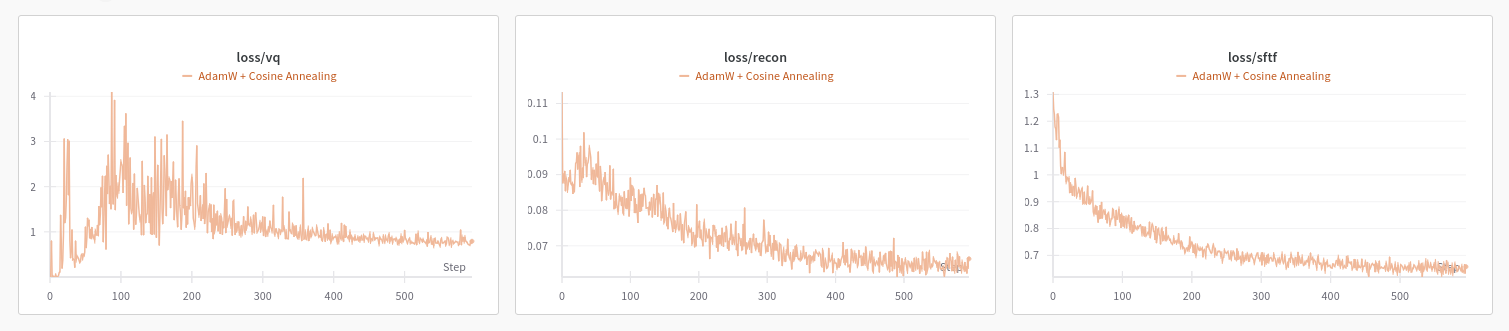 loss/vq
AdamW + Cosine Annealing
4
3
2
1
Step
0 100 200 300 400 500
loss/recon
AdamW + Cosine Annealing
0.11
0.1
0.09
0.08
0.07
Step
0 100 200 300 400 500
loss/sftf
AdamW + Cosine Annealing
1.3
1.2
1.1
1
0.9
0.8
0.7
Step
0 100 200 300 400 500